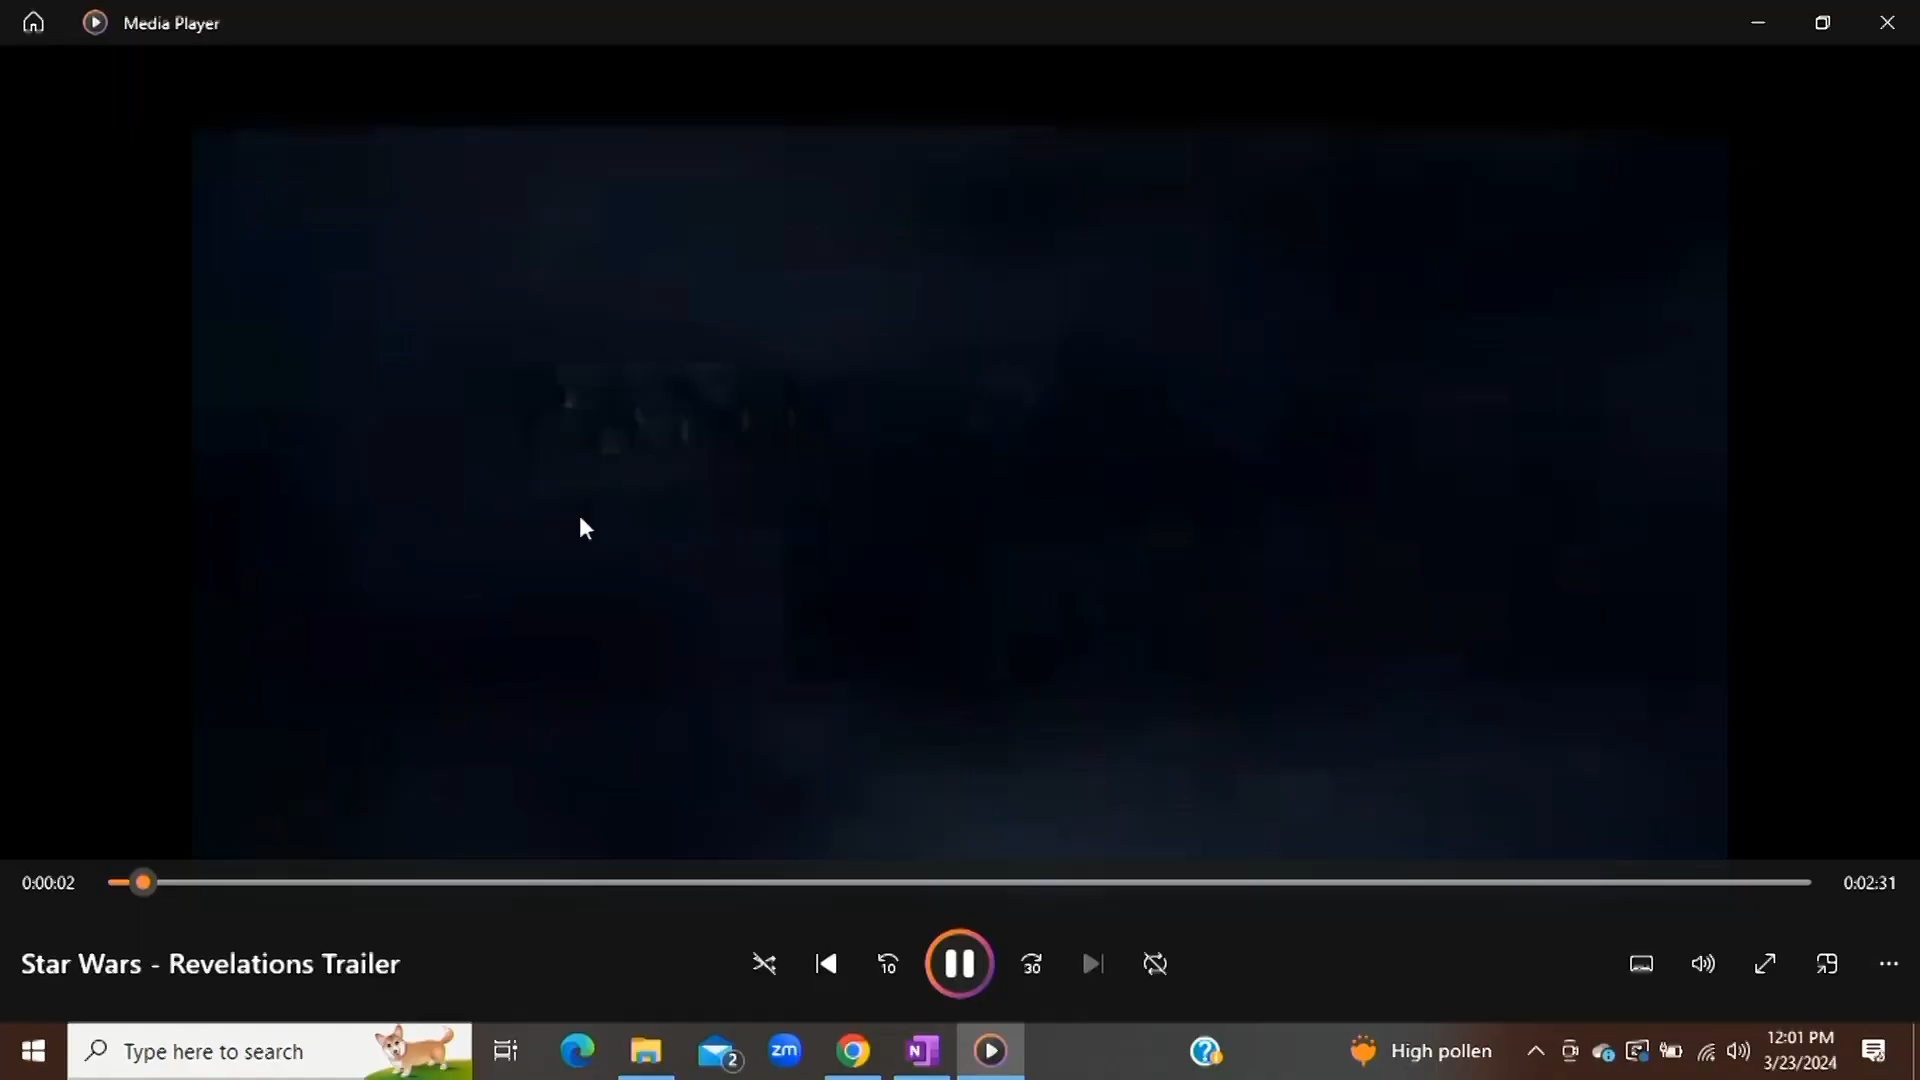 Media Player
0:00:02
0:02:31
Star Wars - Revelations Trailer
10
30
Type here to search
2
zm
N
High pollen
12:01 PM
3/23/2024